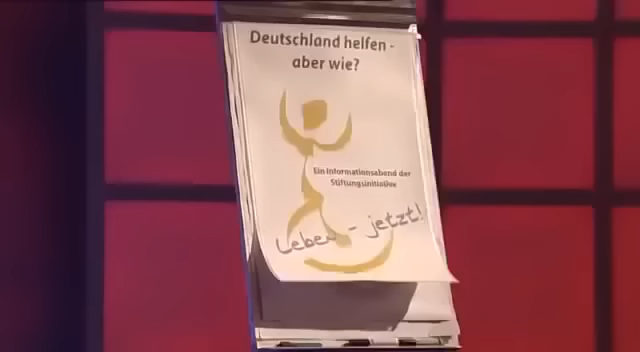 Deutschland helfen -
aber wie?
Ein Informationsabend der
Stiftungsinitiative
Leben - jetzt!